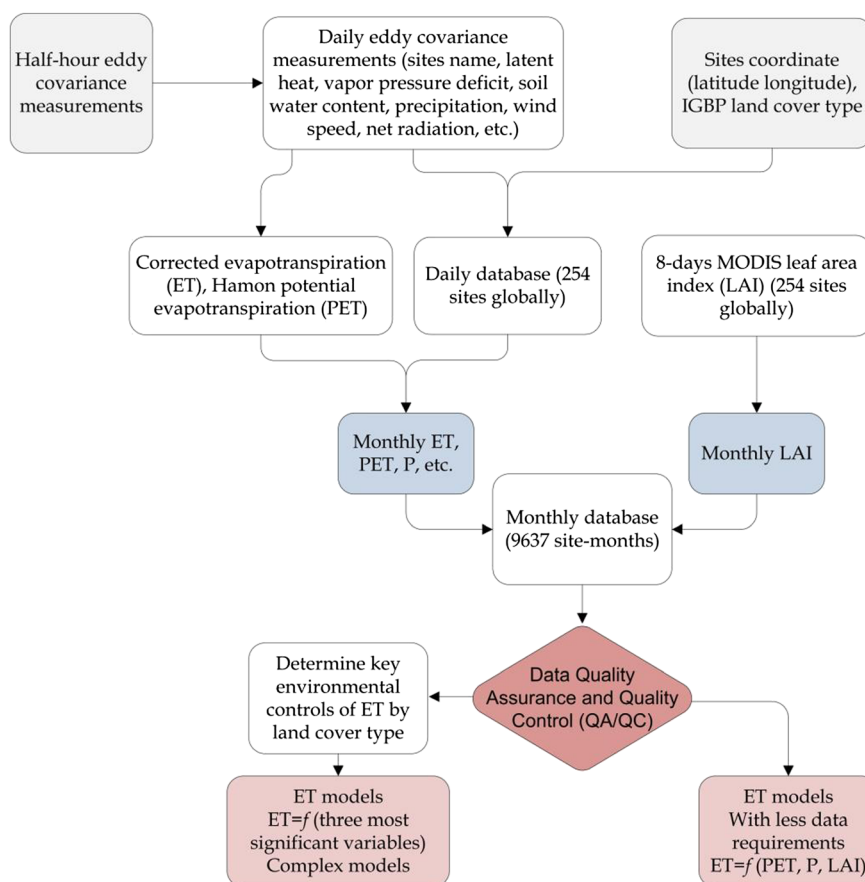 Half-hour eddy
covariance
measurements
Daily eddy covariance
measurements (sites name, latent
heat, vapor pressure deficit, soil
water content, precipitation, wind
speed, net radiation, etc.)
Sites coordinate
(latitude longitude),
IGBP land cover type
Corrected evapotranspiration
(ET), Hamon potential
evapotranspiration (PET)
Daily database (254
sites globally)
8-days MODIS leaf area
index (LAI) (254 sites
globally)
Monthly ET,
PET, P, etc.
Monthly LAI
Monthly database
(9637 site-months)
Determine key
environmental
controls of ET by
land cover type
Data Quality
Assurance and Quality
Control (QA/QC)
ET models
ET=f (three most
significant variables)
Complex models
ET models
With less data
requirements
ET=f (PET, P, LAI)